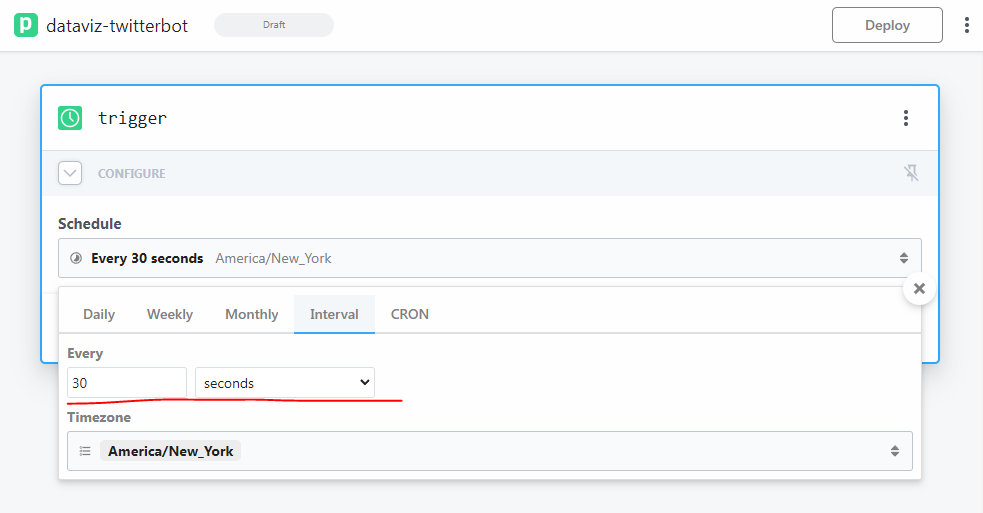 p dataviz-twitterbot Draft Deploy
trigger
CONFIGURE
Schedule
Every 30 seconds America/New_York
Daily Weekly Monthly Interval CRON
Every
30 seconds
Timezone
America/New_York